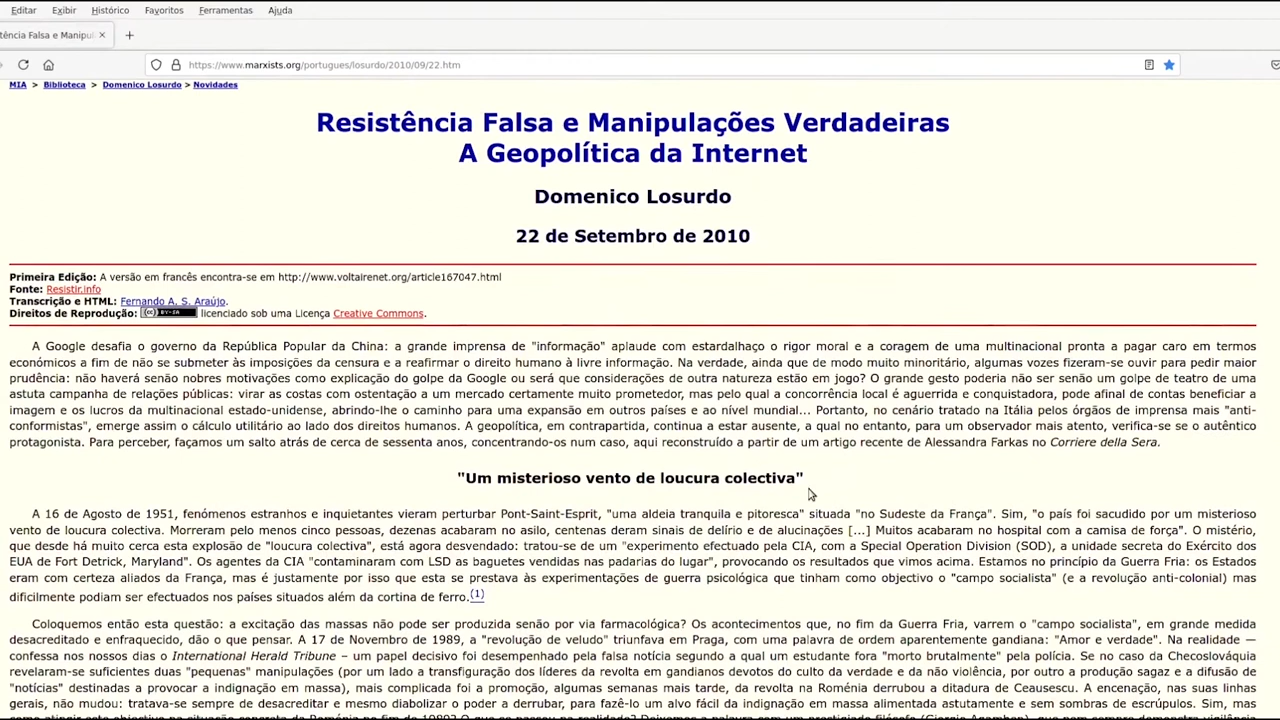 Editar Exibir Histórico Favoritos Ferramentas Ajuda
tência Falsa e Manipul
https://www.marxists.org/portugues/losurdo/2010/09/22.htm
MIA > Biblioteca > Domenico Losurdo > Novidades
Resistência Falsa e Manipulações Verdadeiras
A Geopolítica da Internet
Domenico Losurdo
22 de Setembro de 2010
Primeira Edição: A versão em francês encontra-se em http://www.voltairenet.org/article167047.html
Fonte: Resistir.info
Transcrição e HTML: Fernando A. S. Araújo.
Direitos de Reprodução: (cc) BY-SA licenciado sob uma Licença Creative Commons.
A Google desafia o governo da República Popular da China: a grande imprensa de "informação" aplaude com estardalhaço o rigor moral e a coragem de uma multinacional pronta a pagar caro em termos
económicos a fim de não se submeter às imposições da censura e a reafirmar o direito humano à livre informação. Na verdade, ainda que de modo muito minoritário, algumas vozes fizeram-se ouvir para pedir maior
prudência: não haverá senão nobres motivações como explicação do golpe da Google ou será que considerações de outra natureza estão em jogo? O grande gesto poderia não ser senão um golpe de teatro de uma
astuta campanha de relações públicas: virar as costas com ostentação a um mercado certamente muito prometedor, mas pelo qual a concorrência local é aguerrida e conquistadora, pode afinal de contas beneficiar a
imagem e os lucros da multinacional estado-unidense, abrindo-lhe o caminho para uma expansão em outros países e ao nível mundial... Portanto, no cenário tratado na Itália pelos órgãos de imprensa mais "anti-
conformistas", emerge assim o cálculo utilitário ao lado dos direitos humanos. A geopolítica, em contrapartida, continua a estar ausente, a qual no entanto, para um observador mais atento, verifica-se se o autêntico
protagonista. Para perceber, façamos um salto atrás de cerca de sessenta anos, concentrando-os num caso, aqui reconstruído a partir de um artigo recente de Alessandra Farkas no Corriere della Sera.
"Um misterioso vento de loucura colectiva"
A 16 de Agosto de 1951, fenómenos estranhos e inquietantes vieram perturbar Pont-Saint-Esprit, "uma aldeia tranquila e pitoresca" situada "no Sudeste da França". Sim, "o país foi sacudido por um misterioso
vento de loucura colectiva. Morreram pelo menos cinco pessoas, dezenas acabaram no asilo, centenas deram sinais de delírio e de alucinações [...] Muitos acabaram no hospital com a camisa de força". O mistério,
que desde há muito cerca esta explosão de "loucura colectiva", está agora desvendado: tratou-se de um "experimento efectuado pela CIA, com a Special Operation Division (SOD), a unidade secreta do Exército dos
EUA de Fort Detrick, Maryland". Os agentes da CIA "contaminaram com LSD as baguetes vendidas nas padarias do lugar", provocando os resultados que vimos acima. Estamos no princípio da Guerra Fria: os Estados
eram com certeza aliados da França, mas é justamente por isso que esta se prestava às experimentações de guerra psicológica que tinham como objectivo o "campo socialista" (e a revolução anti-colonial) mas
dificilmente podiam ser efectuados nos países situados além da cortina de ferro.(1)
Coloquemos então esta questão: a excitação das massas não pode ser produzida senão por via farmacológica? Os acontecimentos que, no fim da Guerra Fria, varrem o "campo socialista", em grande medida
desacreditado e enfraquecido, dão o que pensar. A 17 de Novembro de 1989, a "revolução de veludo" triunfava em Praga, com uma palavra de ordem aparentemente gandiana: "Amor e verdade". Na realidade —
confessa nos nossos dias o International Herald Tribune – um papel decisivo foi desempenhado pela falsa notícia segundo a qual um estudante fora "morto brutalmente" pela polícia. Se no caso da Checoslováquia
revelaram-se suficientes duas "pequenas" manipulações (por um lado a transfiguração dos líderes da revolta em gandianos devotos do culto da verdade e da não violência, por outro a produção sagaz e a difusão de
"notícias" destinadas a provocar a indignação em massa), mais complicada foi a promoção, algumas semanas mais tarde, da revolta na Roménia derrubou a ditadura de Ceausescu. A encenação, nas suas linhas
gerais, não mudou: tratava-se sempre de desacreditar e mesmo diabolizar o poder a derrubar, para fazê-lo um alvo fácil da indignação em massa alimentada astutamente e sem sombras de escrúpulos. Sim, mas